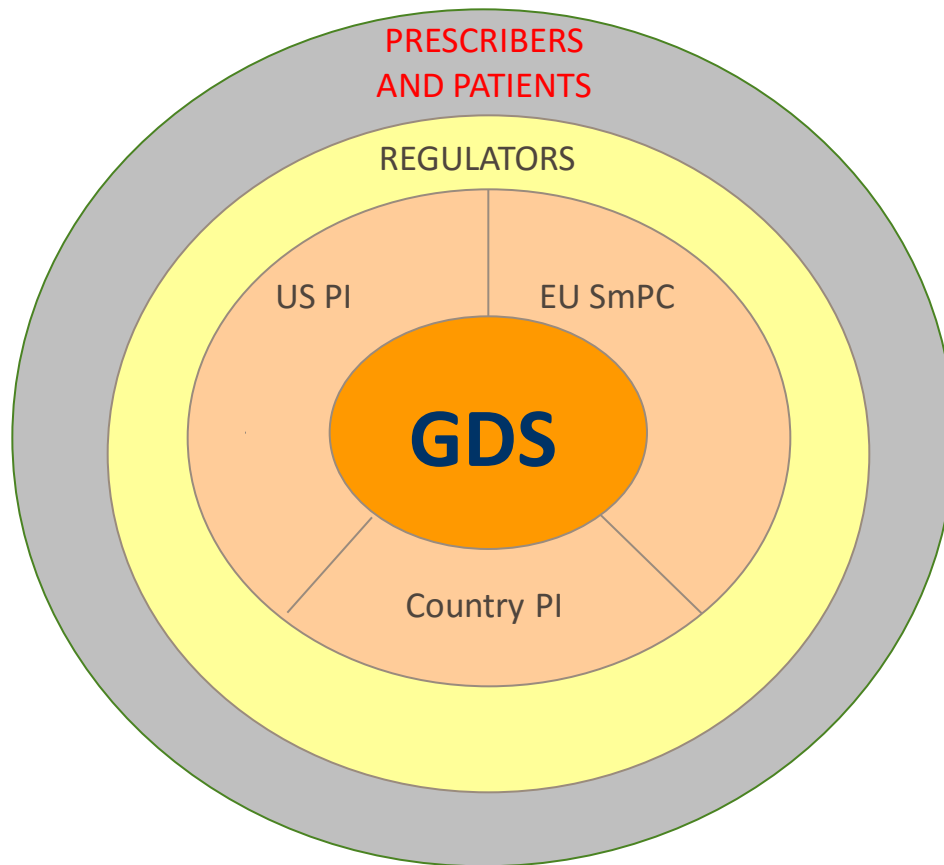 PRESCRIBERS
AND PATIENTS
REGULATORS
US PI
EU SmPC
GDS
Country PI